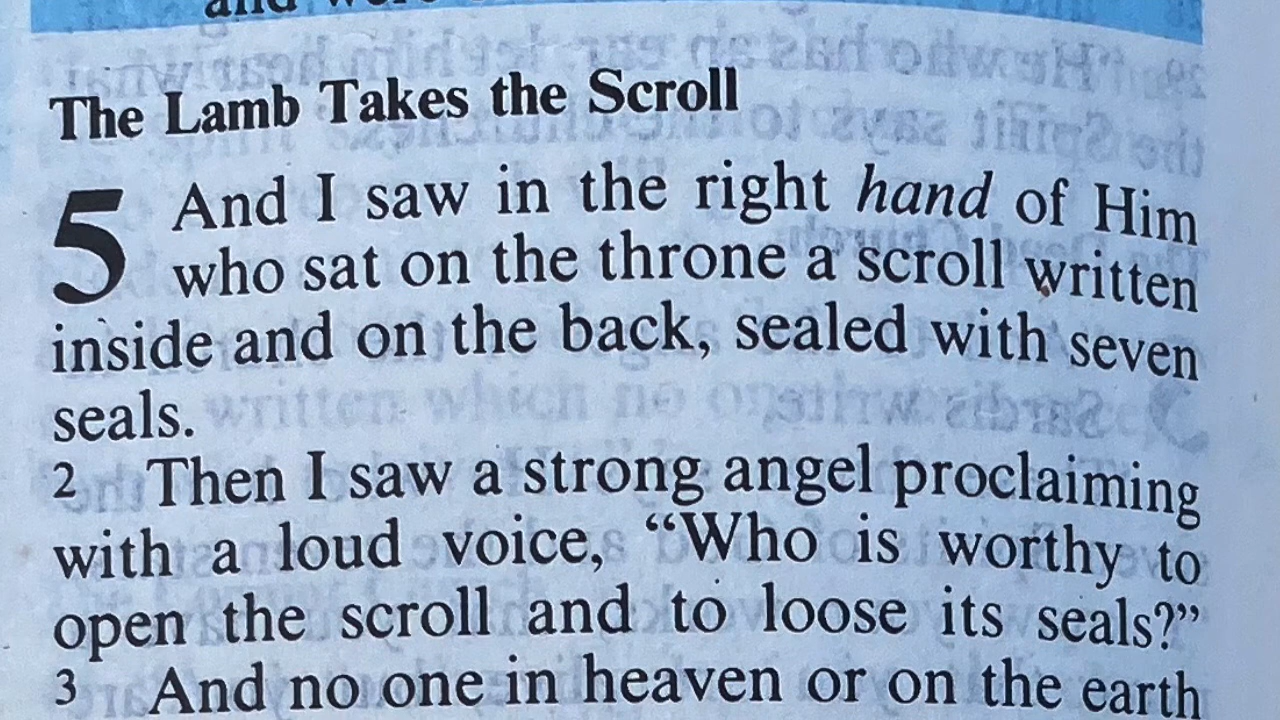 The Lamb Takes the Scroll
5 And I saw in the right hand of Him
who sat on the throne a scroll written
inside and on the back, sealed with seven
seals.
2 Then I saw a strong angel proclaiming
with a loud voice, “Who is worthy to
open the scroll and to loose its seals?”
3 And no one in heaven or on the earth